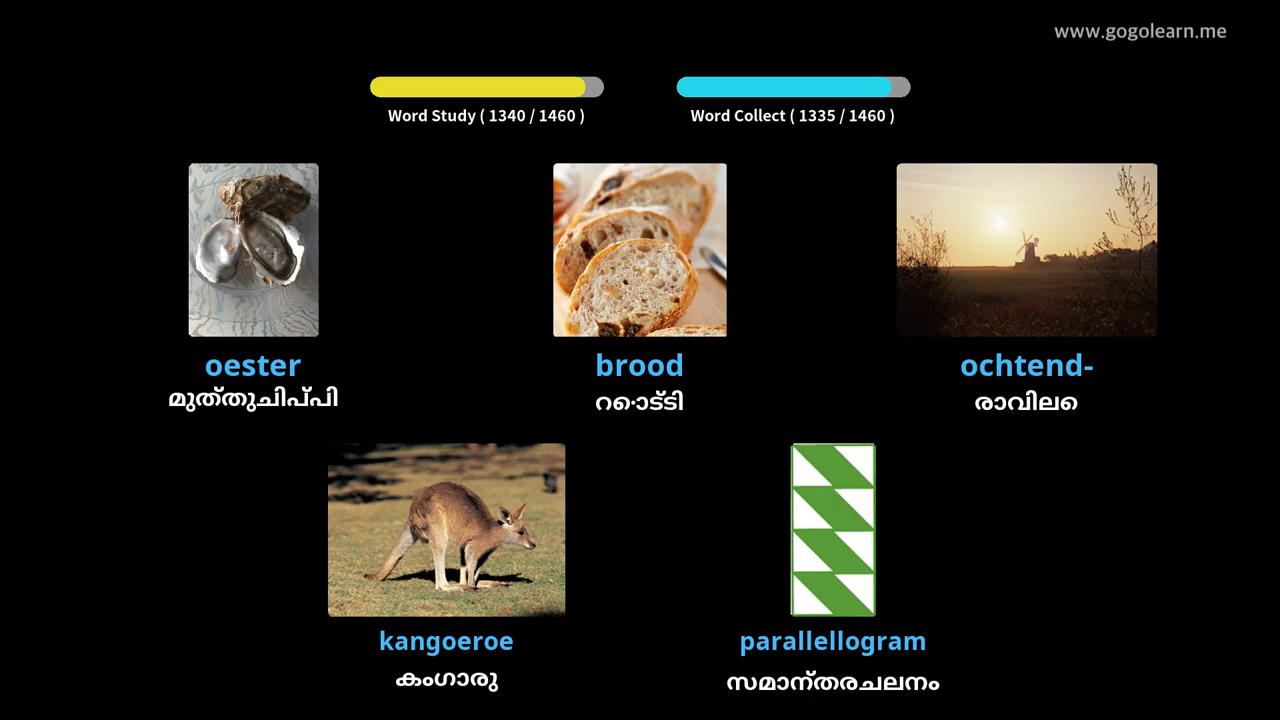 www.gogolearn.me
Word Study ( 1340 / 1460 )
Word Collect ( 1335 / 1460 )
oester
brood
ochtend-
മുത്തുചിപ്പി
റൊട്ടി
രാവിലെ
kangoeroe
parallellogram
കംഗാരു
സമാന്തരചലനം